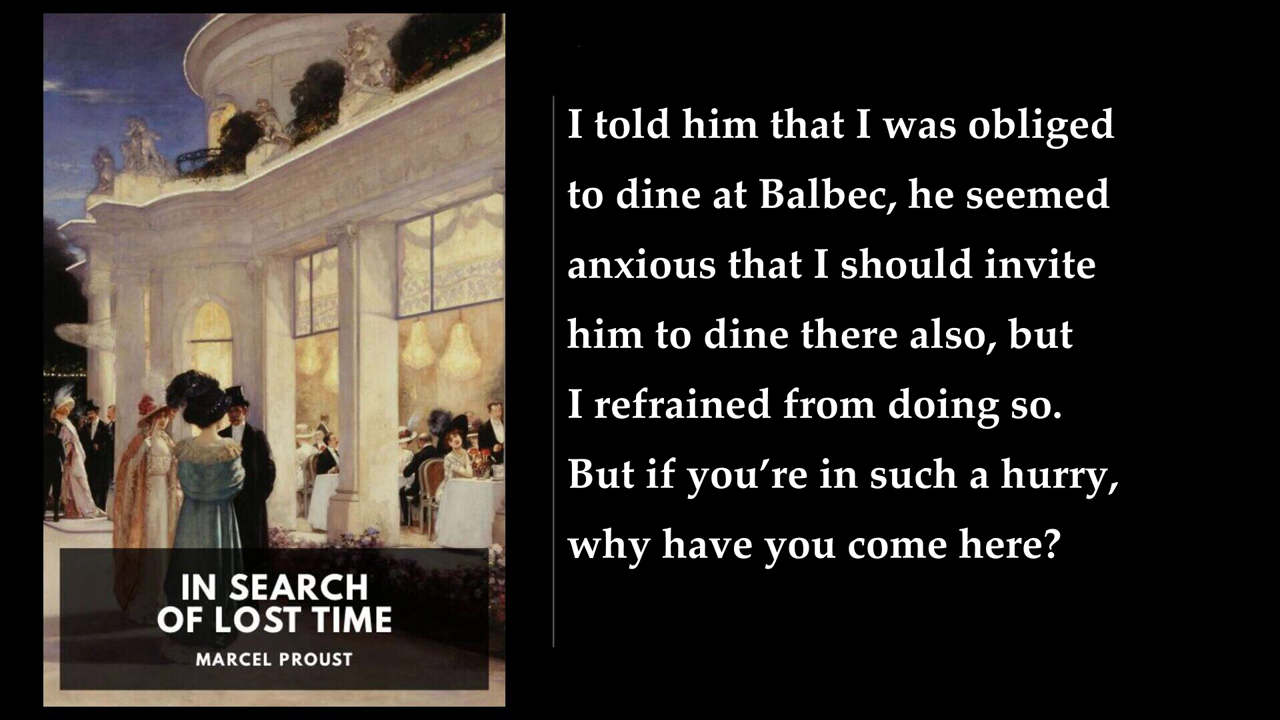 IN SEARCH
OF LOST TIME
MARCEL PROUST
I told him that I was obliged
to dine at Balbec, he seemed
anxious that I should invite
him to dine there also, but
I refrained from doing so.
But if you’re in such a hurry,
why have you come here?